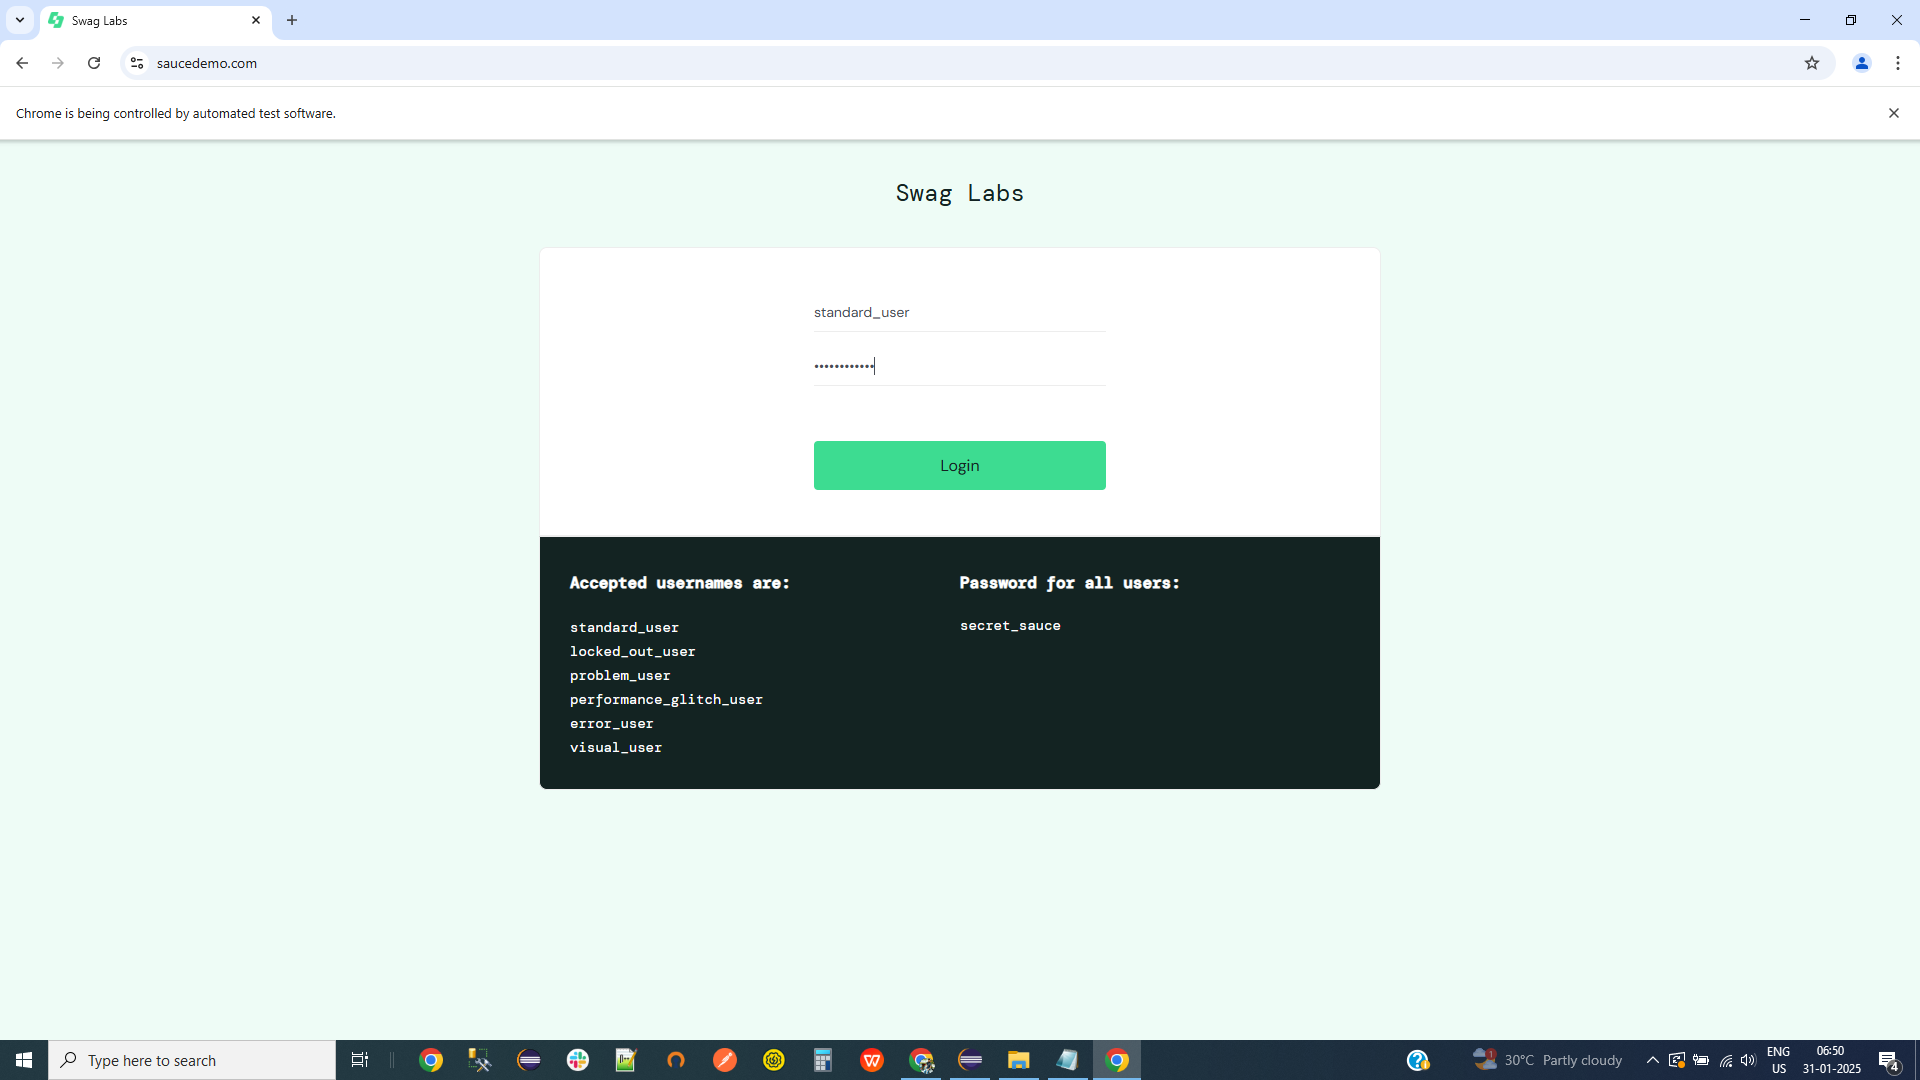 Swag Labs
saucedemo.com
Chrome is being controlled by automated test software.
Swag Labs
standard_user
••••••••••••
Login
Accepted usernames are:
standard_user
locked_out_user
problem_user
performance_glitch_user
error_user
visual_user
Password for all users:
secret_sauce
Type here to search
30°C Partly cloudy
ENG
US
06:50
31-01-2025
4